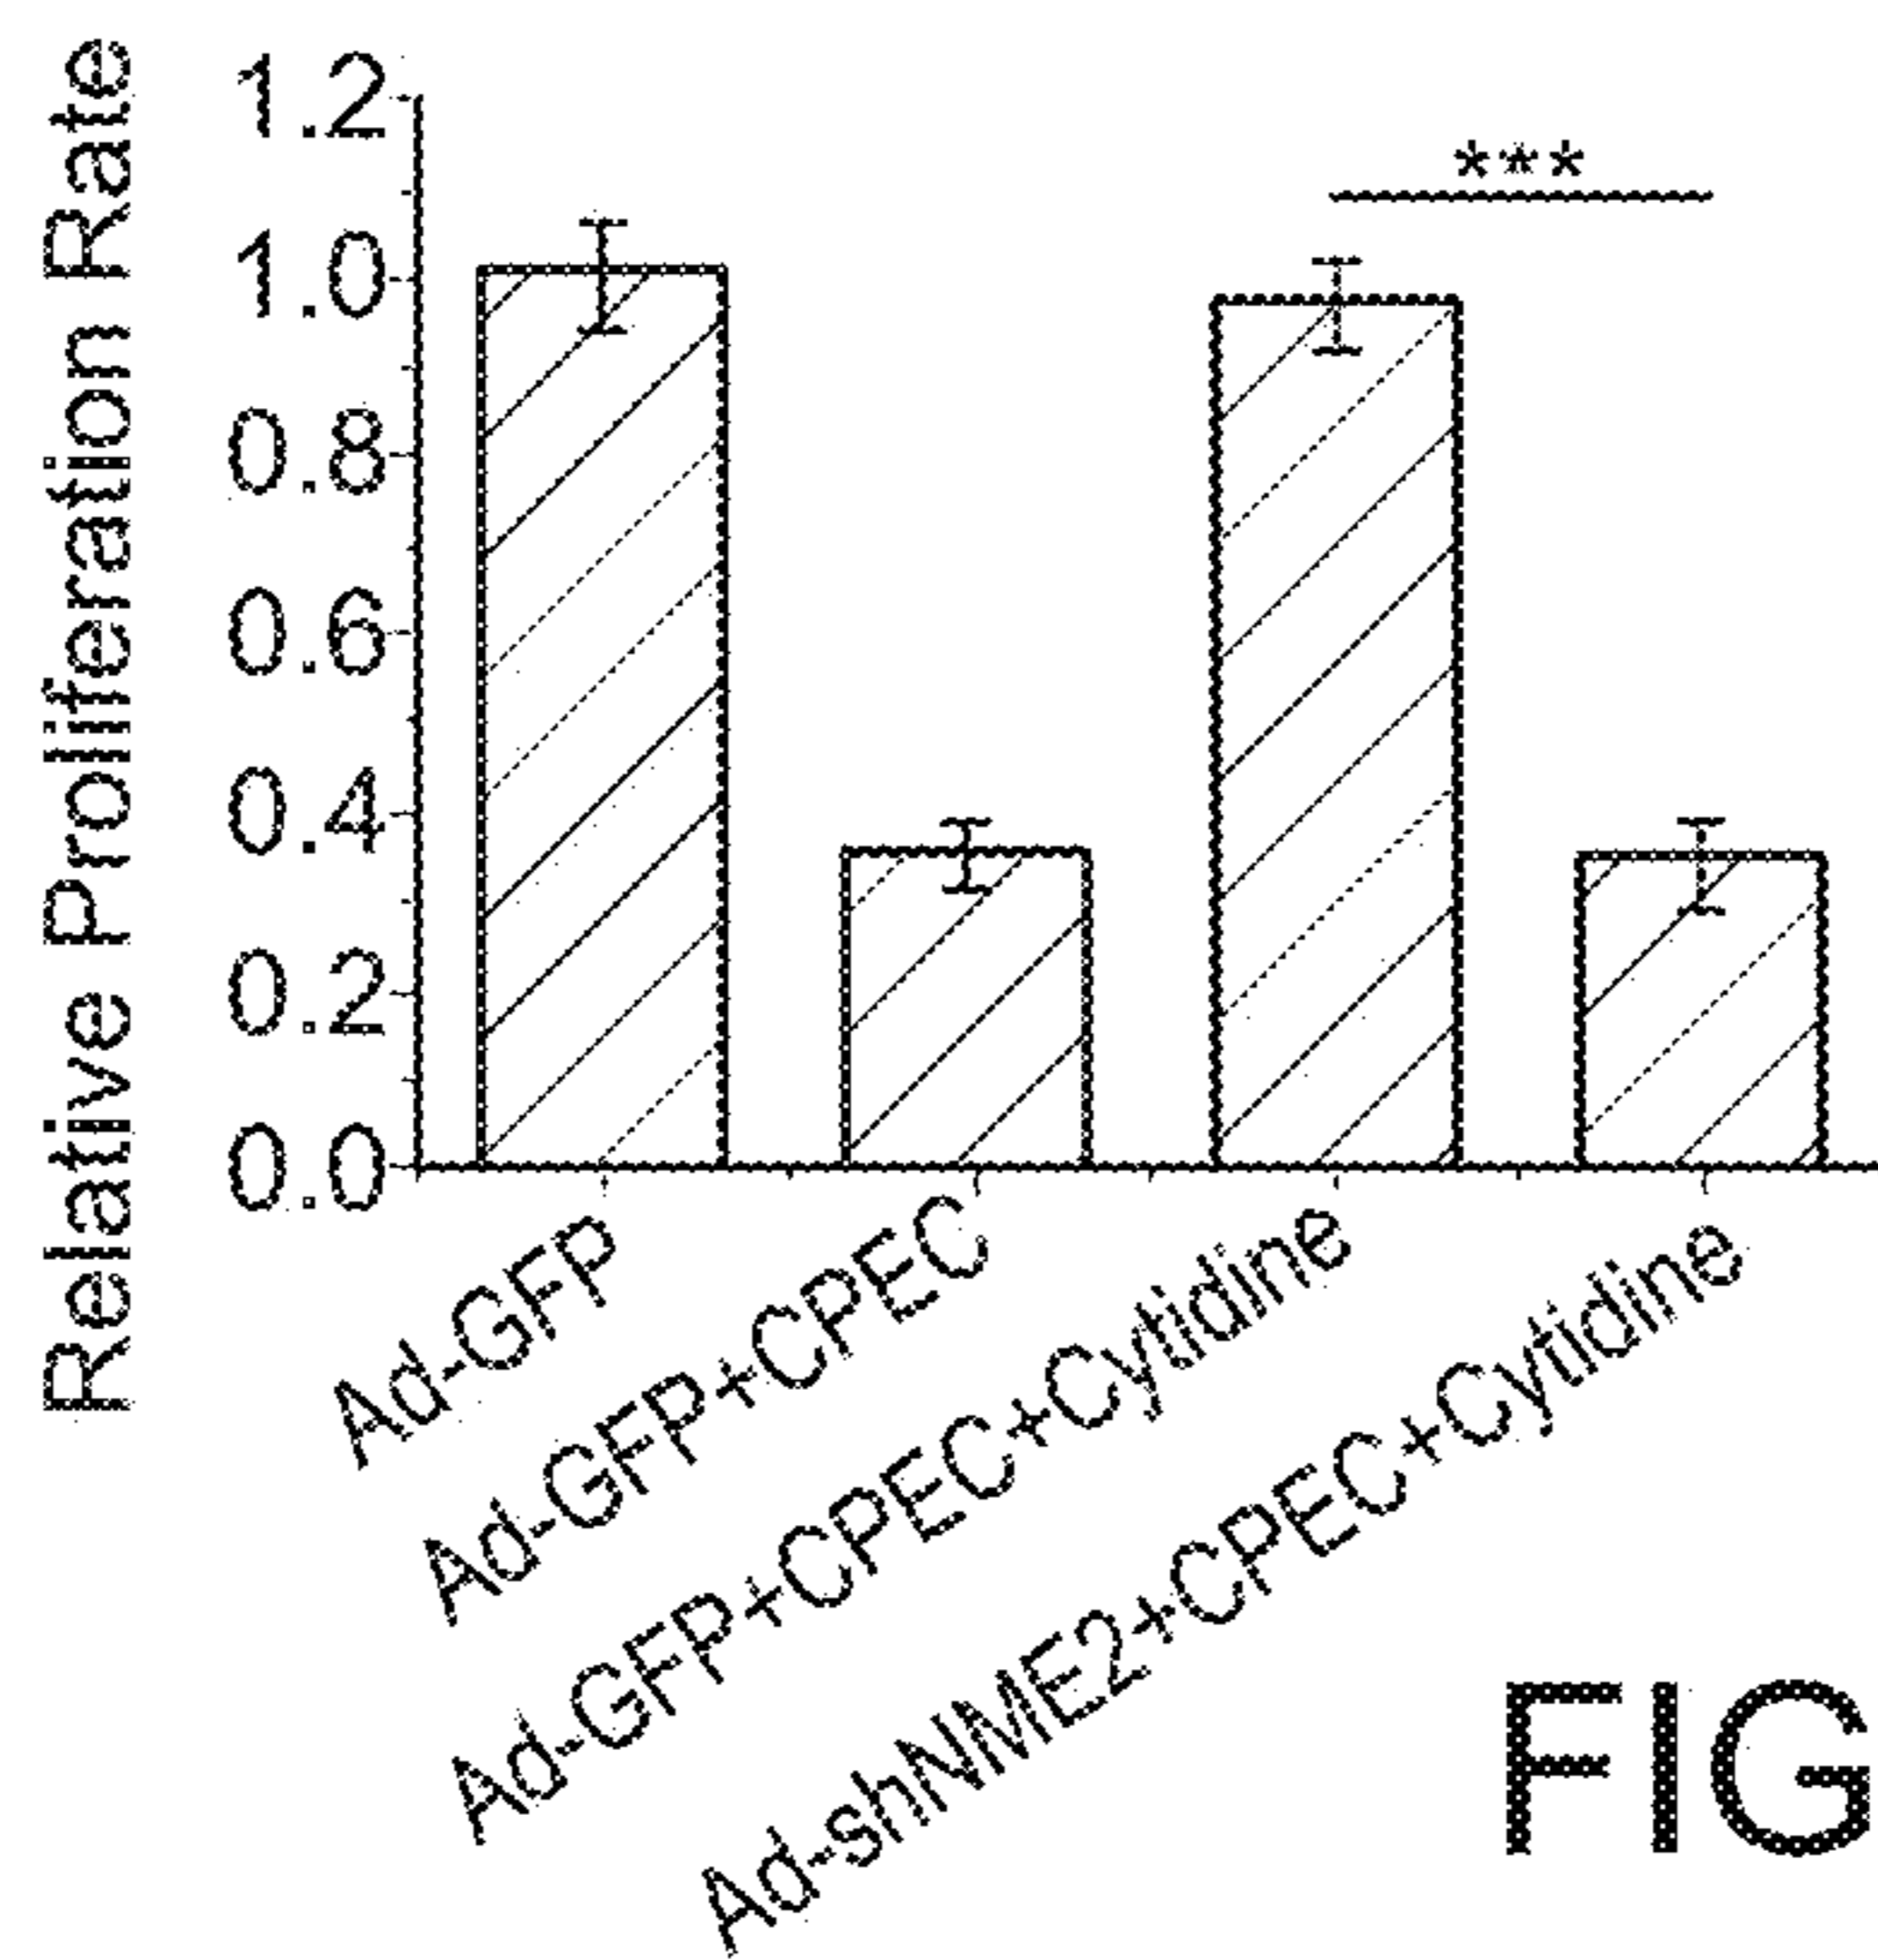 Relative Proliferation Rate
1.2
1.0
0.8
0.6
0.4
0.2
0.0
***
Ad-GFP
Ad-GFP+CPEC
Ad-GFP+CPEC+Cytidine
Ad-shNME2+CPEC+Cytidine
FIG